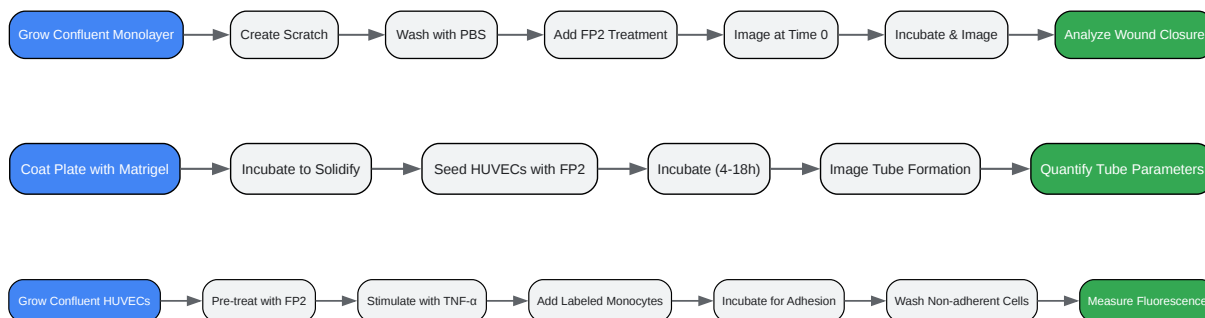 Grow Confluent Monolayer
Create Scratch
Wash with PBS
Add FP2 Treatment
Image at Time 0
Incubate & Image
Analyze Wound Closure
Coat Plate with Matrigel
Incubate to Solidify
Seed HUVECs with FP2
Incubate (4-18h)
Image Tube Formation
Quantify Tube Parameters
Grow Confluent HUVECs
Pre-treat with FP2
Stimulate with TNF-α
Add Labeled Monocytes
Incubate for Adhesion
Wash Non-adherent Cells
Measure Fluorescence